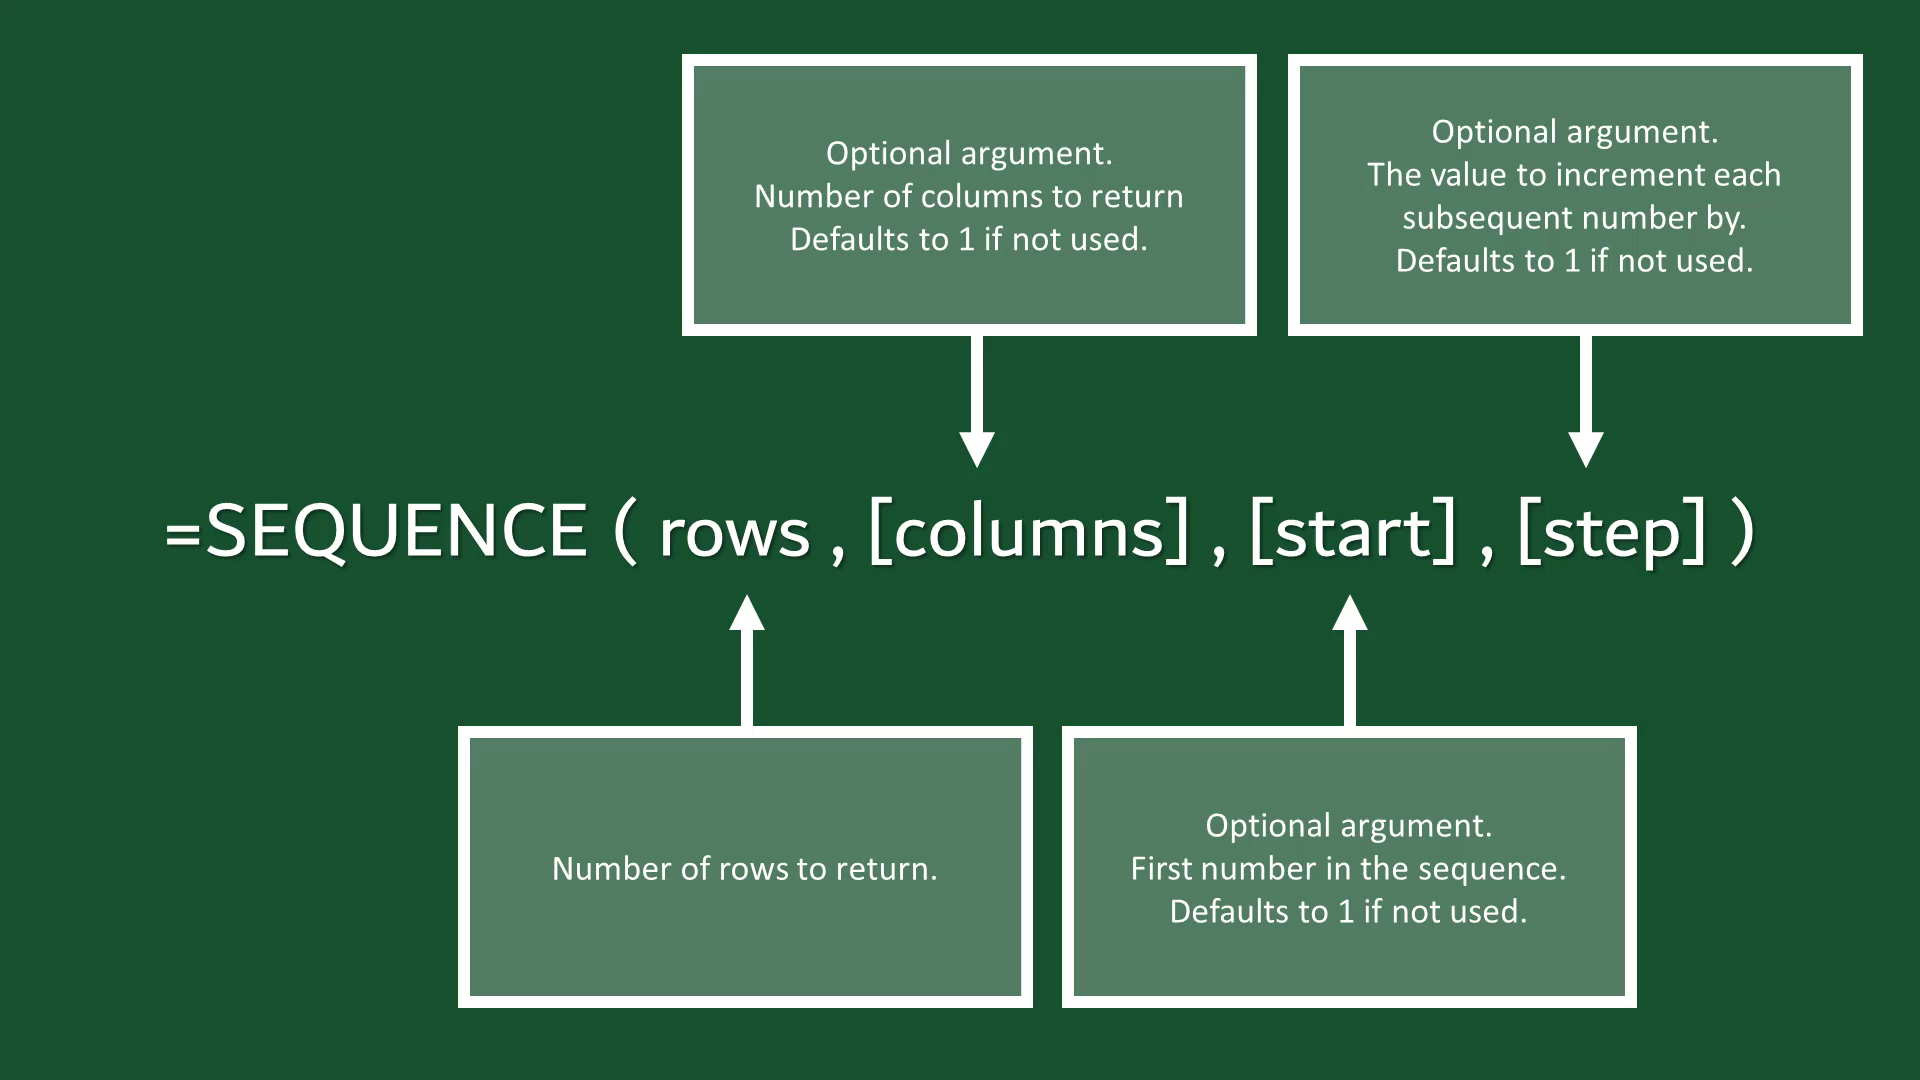 Optional argument.
Number of columns to return
Defaults to 1 if not used.
Optional argument.
The value to increment each
subsequent number by.
Defaults to 1 if not used.
=SEQUENCE ( rows , [columns] , [start] , [step] )
Number of rows to return.
Optional argument.
First number in the sequence.
Defaults to 1 if not used.